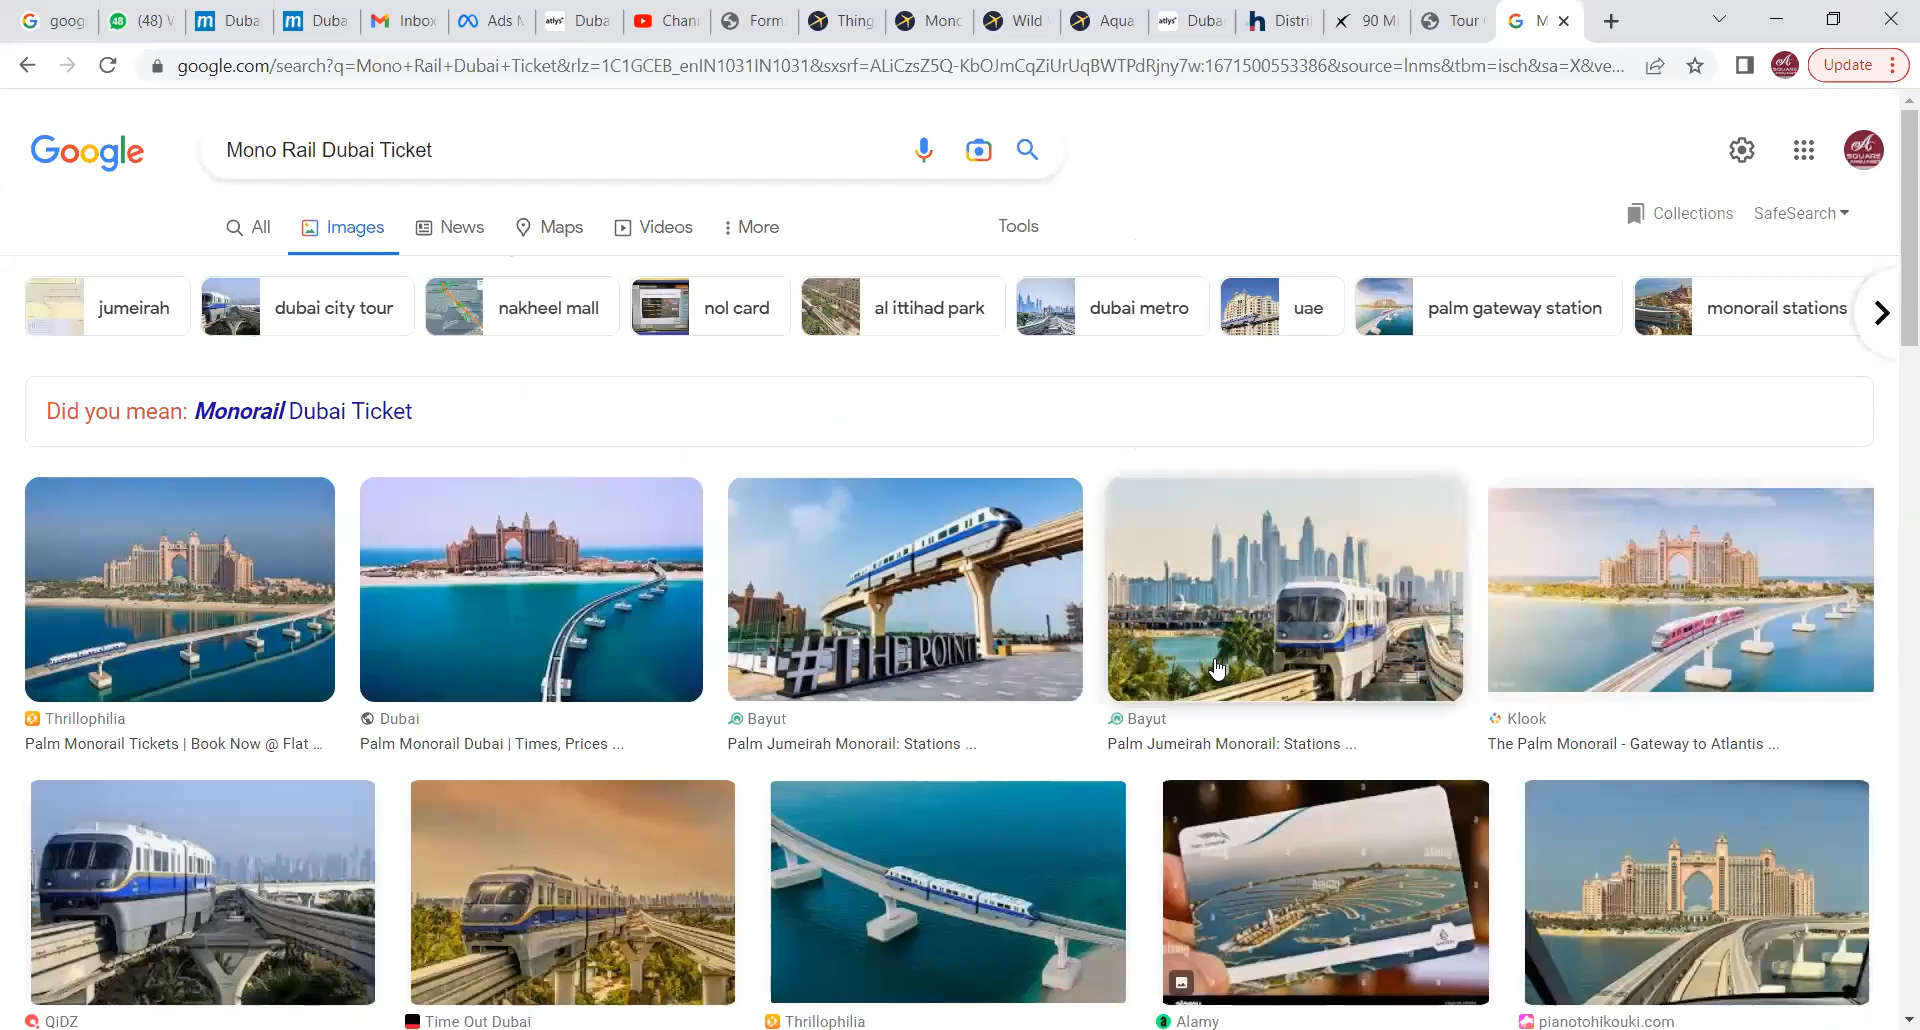 goog
(48) V
Duba
Duba
Inbox
Ads M
Duba
Chan
Form
Thing
Mono
Wild
Aqua
Duba
Distri
90 Mi
Tour
M
google.com/search?q=Mono+Rail+Dubai+Ticket&rlz=1C1GCEB_enIN1031IN1031&sxsrf=ALiCzsZ5Q-KbOJmCqZiUrUqBWTPdRjny7w:1671500553386&source=lnms&tbm=isch&sa=X&ve...
Update
Google
Mono Rail Dubai Ticket
All
Images
News
Maps
Videos
More
Tools
Collections
SafeSearch
jumeirah
dubai city tour
nakheel mall
nol card
al ittihad park
dubai metro
uae
palm gateway station
monorail stations
Did you mean: Monorail Dubai Ticket
#THE POINTE
Thrillophilia
Palm Monorail Tickets | Book Now @ Flat ...
Dubai
Palm Monorail Dubai | Times, Prices ...
Bayut
Palm Jumeirah Monorail: Stations ...
Bayut
Palm Jumeirah Monorail: Stations ...
Klook
The Palm Monorail - Gateway to Atlantis ...
QiDZ
Time Out Dubai
Thrillophilia
Alamy
pianotohikouki.com